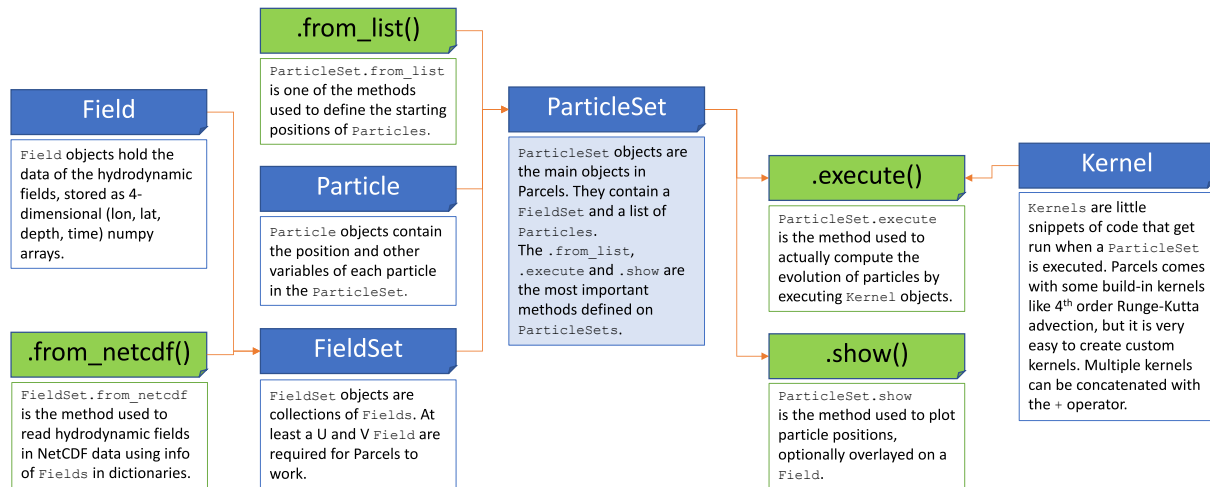 .from_list()
ParticleSet.from_list
is one of the methods
used to define the starting
positions of Particles.
Field
Field objects hold the
data of the hydrodynamic
fields, stored as 4-
dimensional (lon, lat,
depth, time) numpy
arrays.
Particle
Particle objects contain
the position and other
variables of each particle
in the ParticleSet.
.from_netcdf()
FieldSet.from_netcdf
is the method used to
read hydrodynamic fields
in NetCDF data using info
of Fields in dictionaries.
FieldSet
FieldSet objects are
collections of Fields. At
least a U and V Field are
required for Parcels to
work.
ParticleSet
ParticleSet objects are
the main objects in
Parcels. They contain a
FieldSet and a list of
Particles.
The .from_list,
.execute and .show are
the most important
methods defined on
ParticleSets.
.execute()
ParticleSet.execute
is the method used to
actually compute the
evolution of particles by
executing Kernel objects.
.show()
ParticleSet.show
is the method used to plot
particle positions,
optionally overlayed on a
Field.
Kernel
Kernels are little
snippets of code that get
run when a ParticleSet
is executed. Parcels comes
with some build-in kernels
like 4th order Runge-Kutta
advection, but it is very
easy to create custom
kernels. Multiple kernels
can be concatenated with
the + operator.